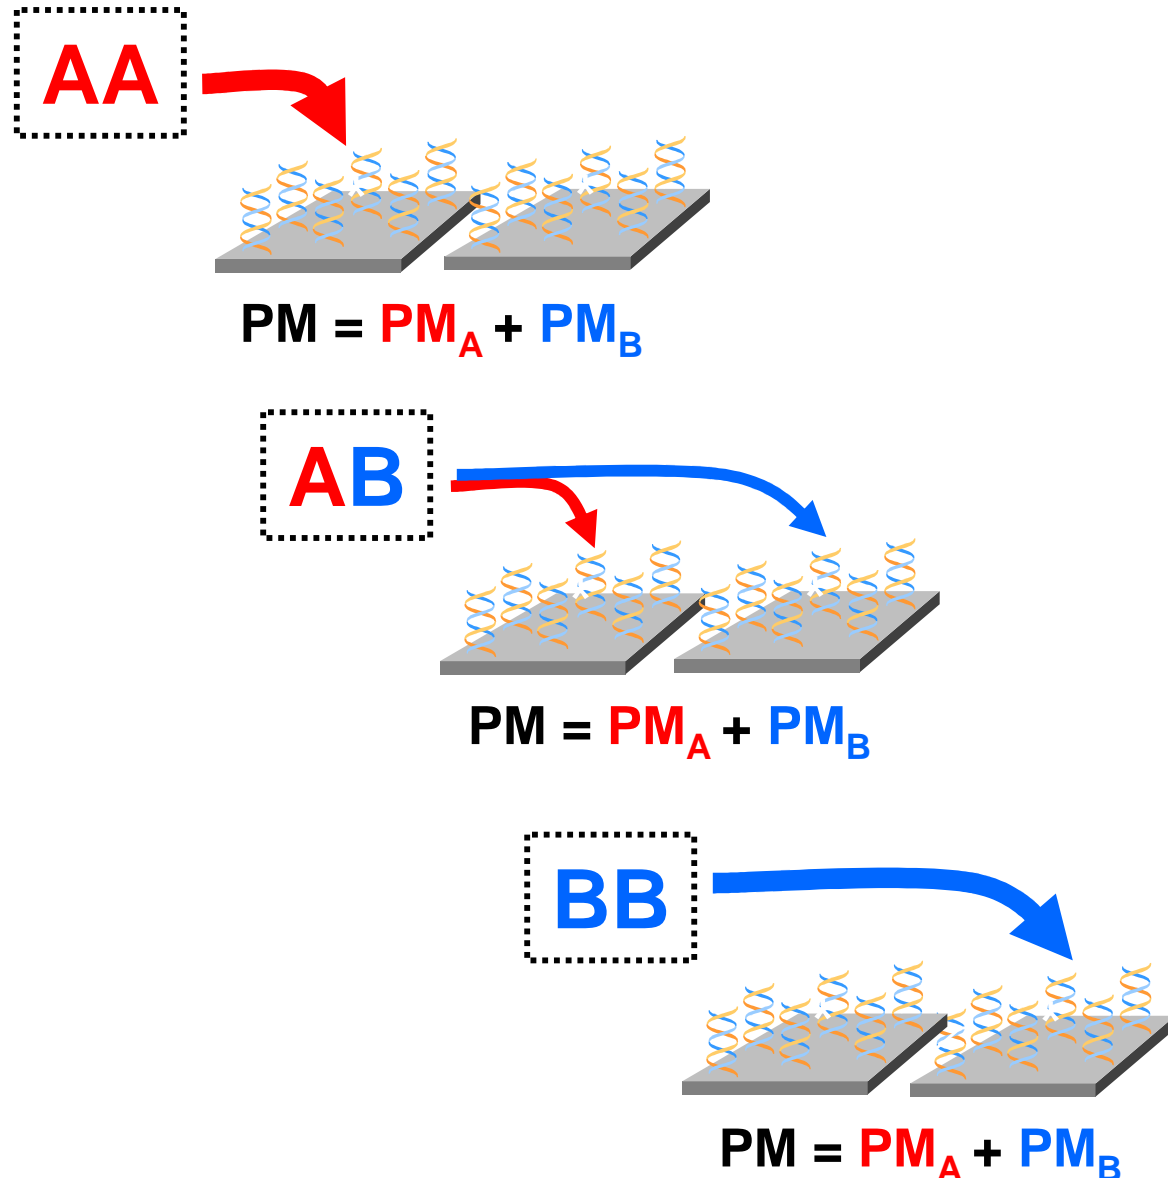 AA
PM = PMA + PMB
AB
PM = PMA + PMB
BB
PM = PMA + PMB